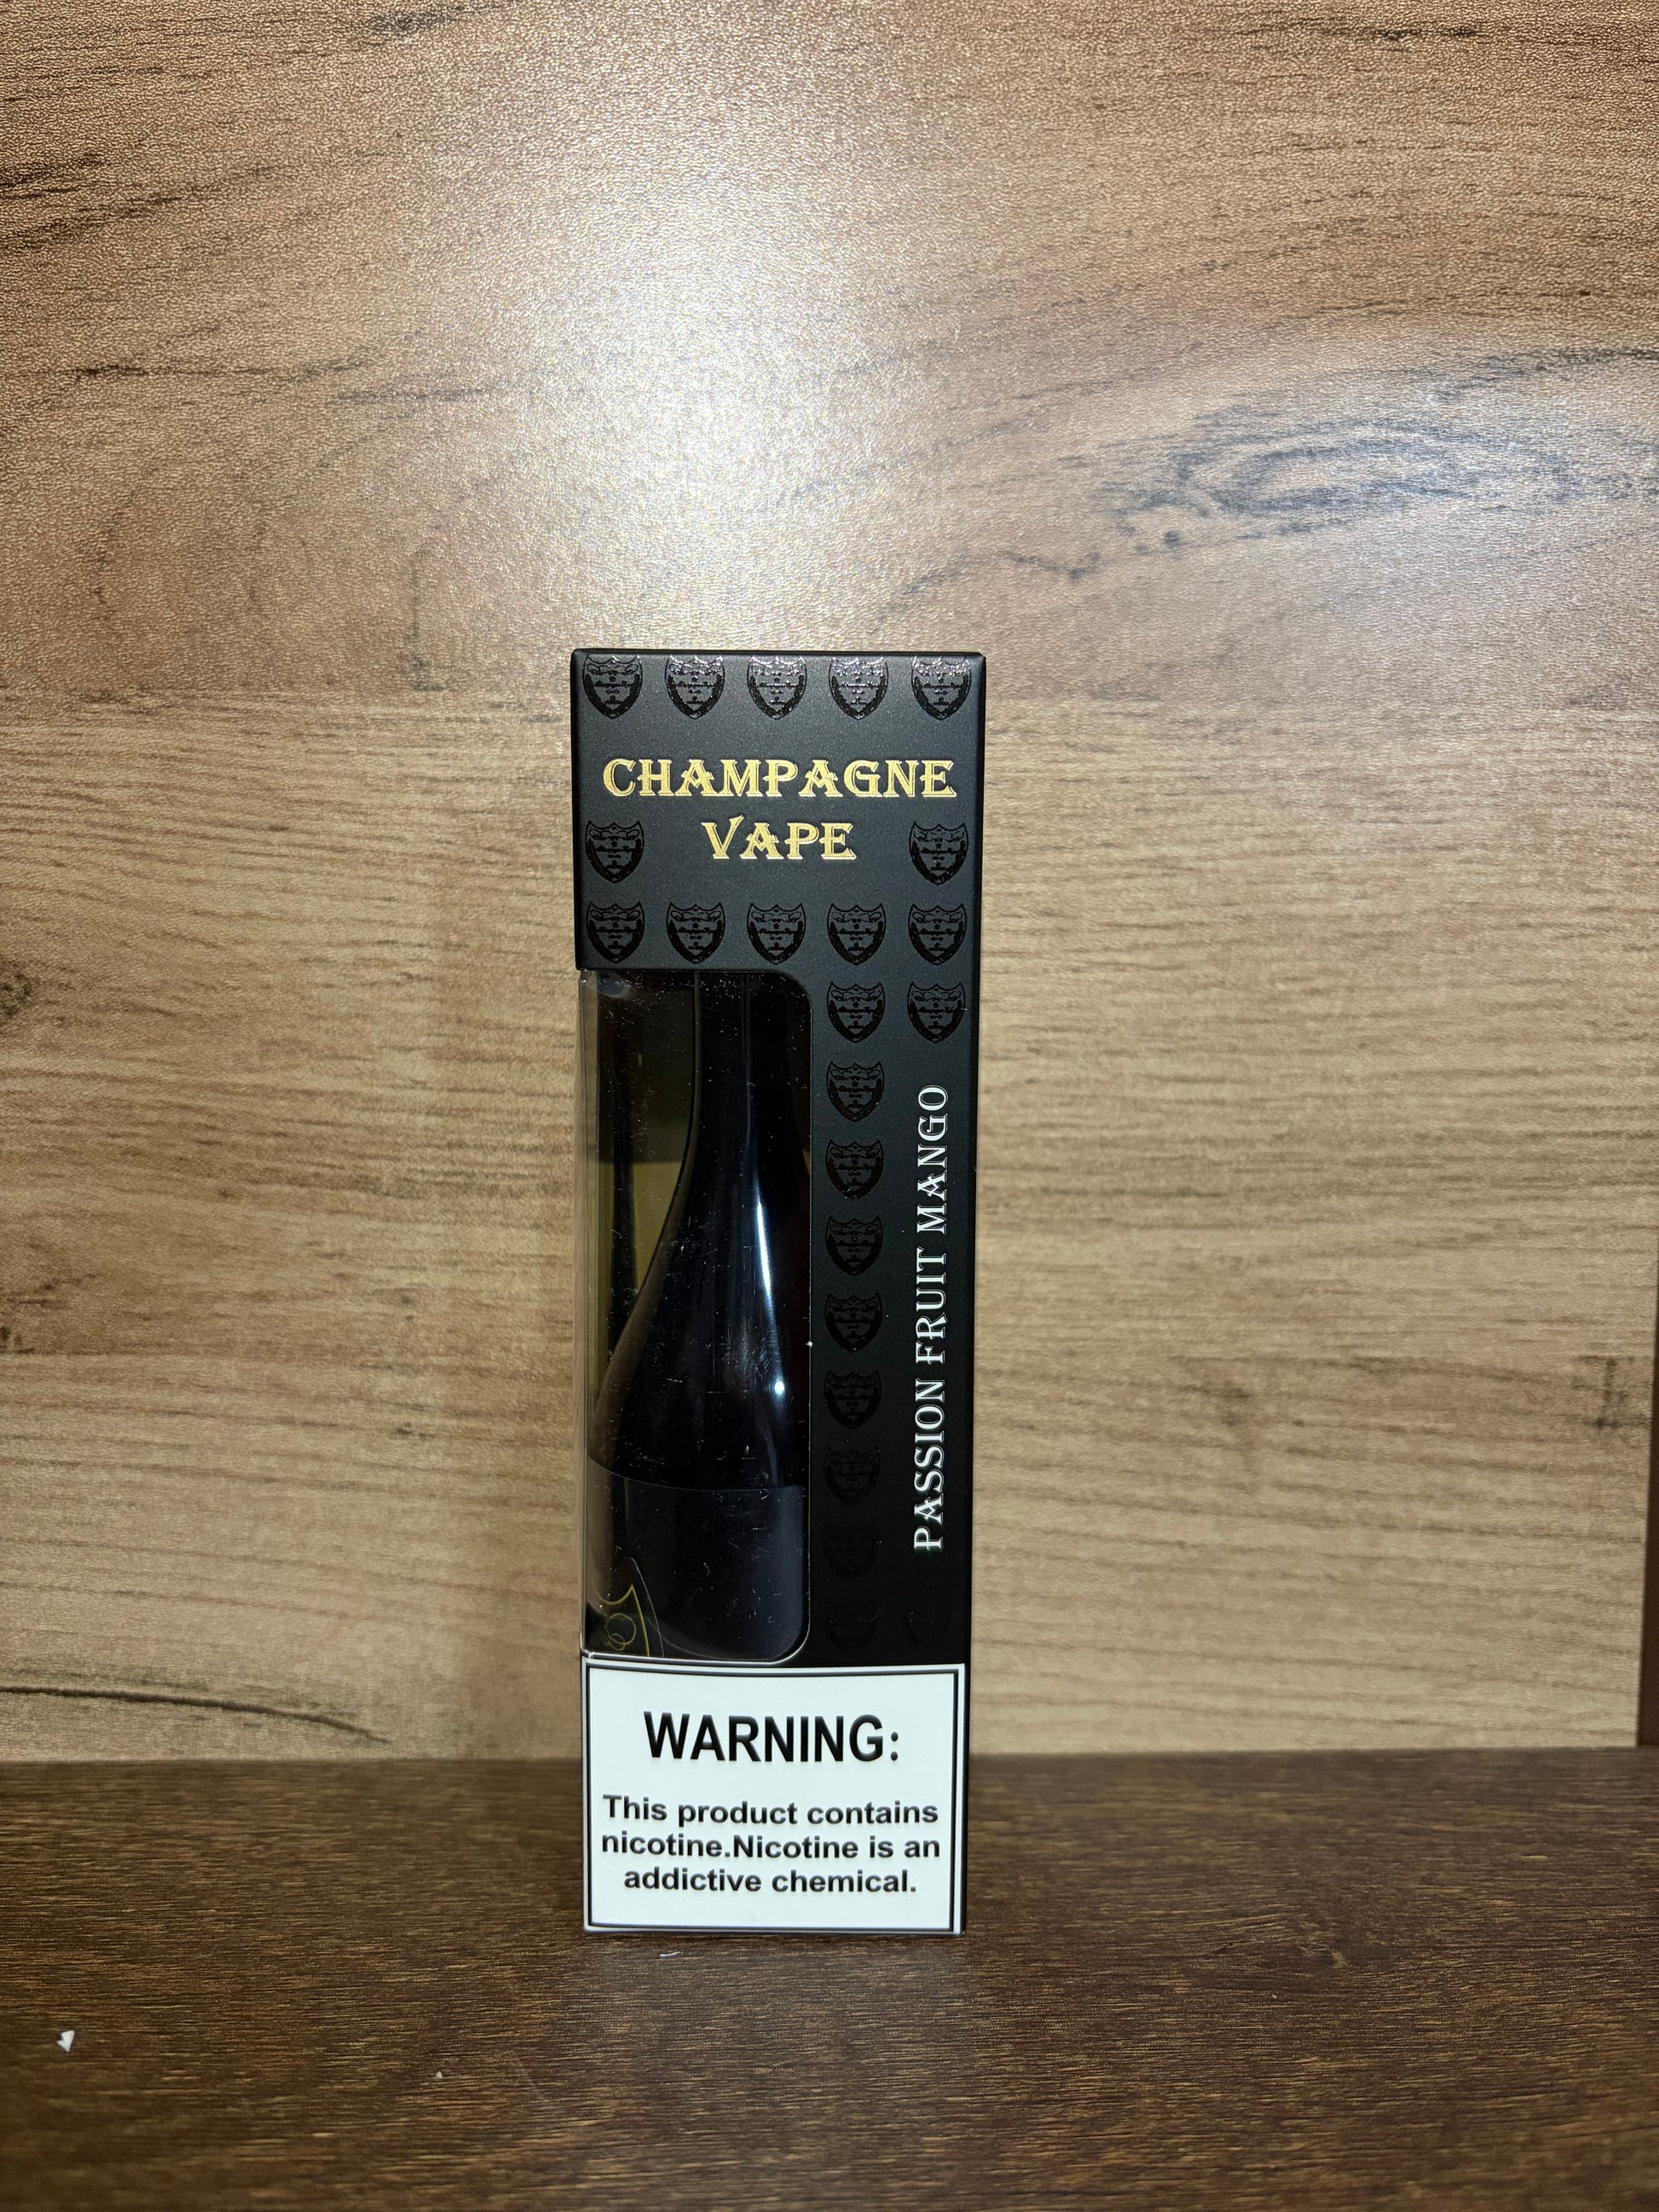 CHAMPAGNE
VAPE
PASSION FRUIT MANGO
WARNING:
This product contains
nicotine.Nicotine is an
addictive chemical.